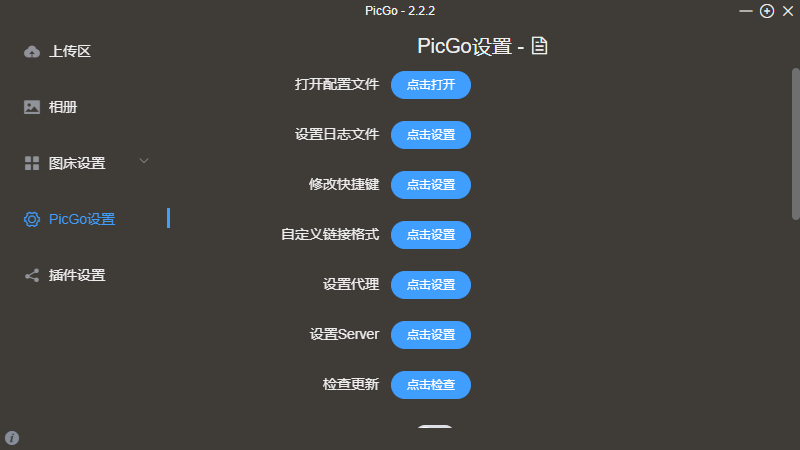 PicGo - 2.2.2
上传区
相册
图床设置
PicGo设置
插件设置
PicGo设置 -
打开配置文件 点击打开
设置日志文件 点击设置
修改快捷键 点击设置
自定义链接格式 点击设置
设置代理 点击设置
设置Server 点击设置
检查更新 点击检查